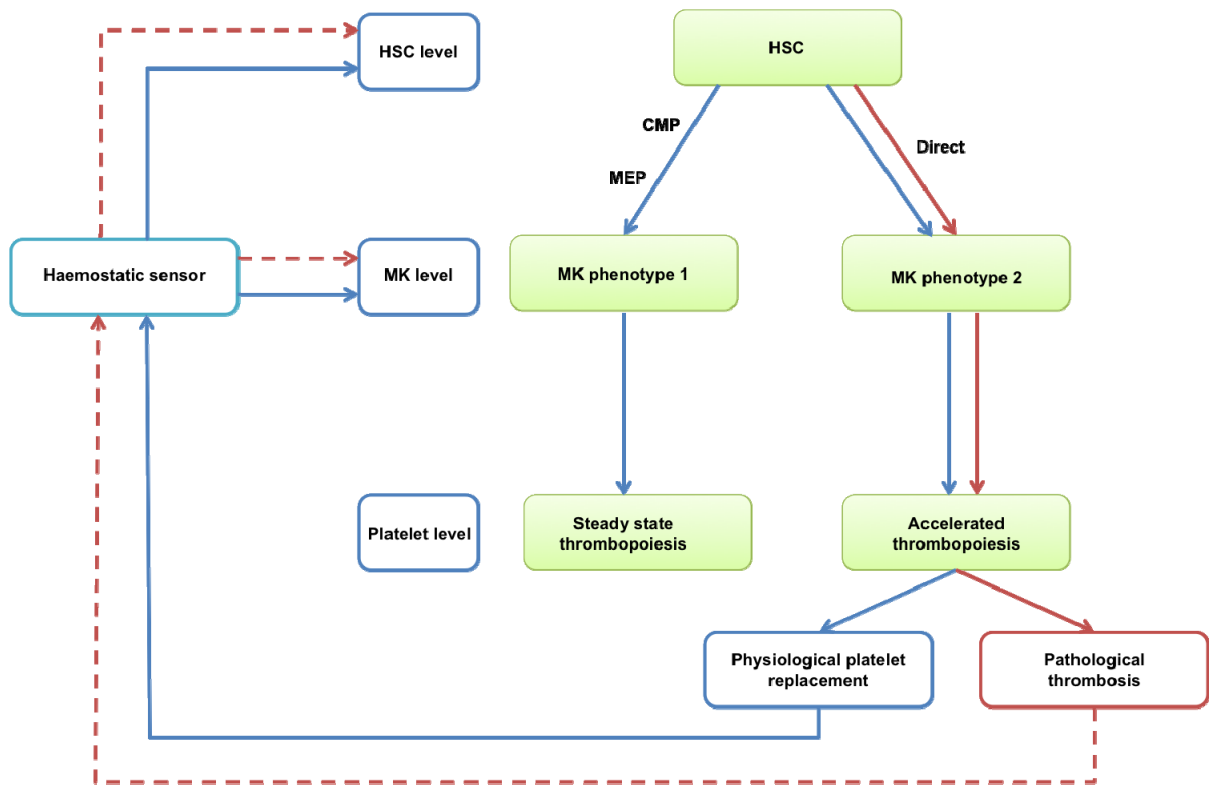 HSC level
HSC
CMP
Direct
MEP
Haemostatic sensor
MK level
MK phenotype 1
MK phenotype 2
Platelet level
Steady state
thrombopoiesis
Accelerated
thrombopoiesis
Physiological platelet
replacement
Pathological
thrombosis